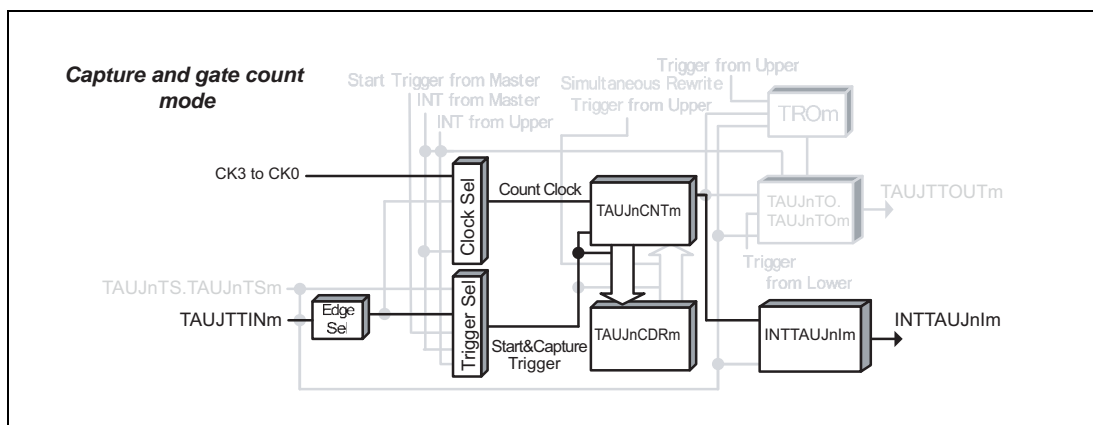 Capture and gate count
mode
Trigger from Upper
Start Trigger from Master
Simultaneous Rewrite
INT from Master
Trigger from Upper
INT from Upper
TROm
CK3 to CK0
Clock Sel
Count Clock
TAUJnCNTm
TAUJnTO.
TAUJnTOm
TAUJTTOUTm
Trigger
from Lower
TAUJnTS.TAUJnTSm
TAUJTTINm
Edge
Sel
Trigger Sel
Start&Capture
Trigger
TAUJnCDRm
INTTAUJnIm
INTTAUJnIm